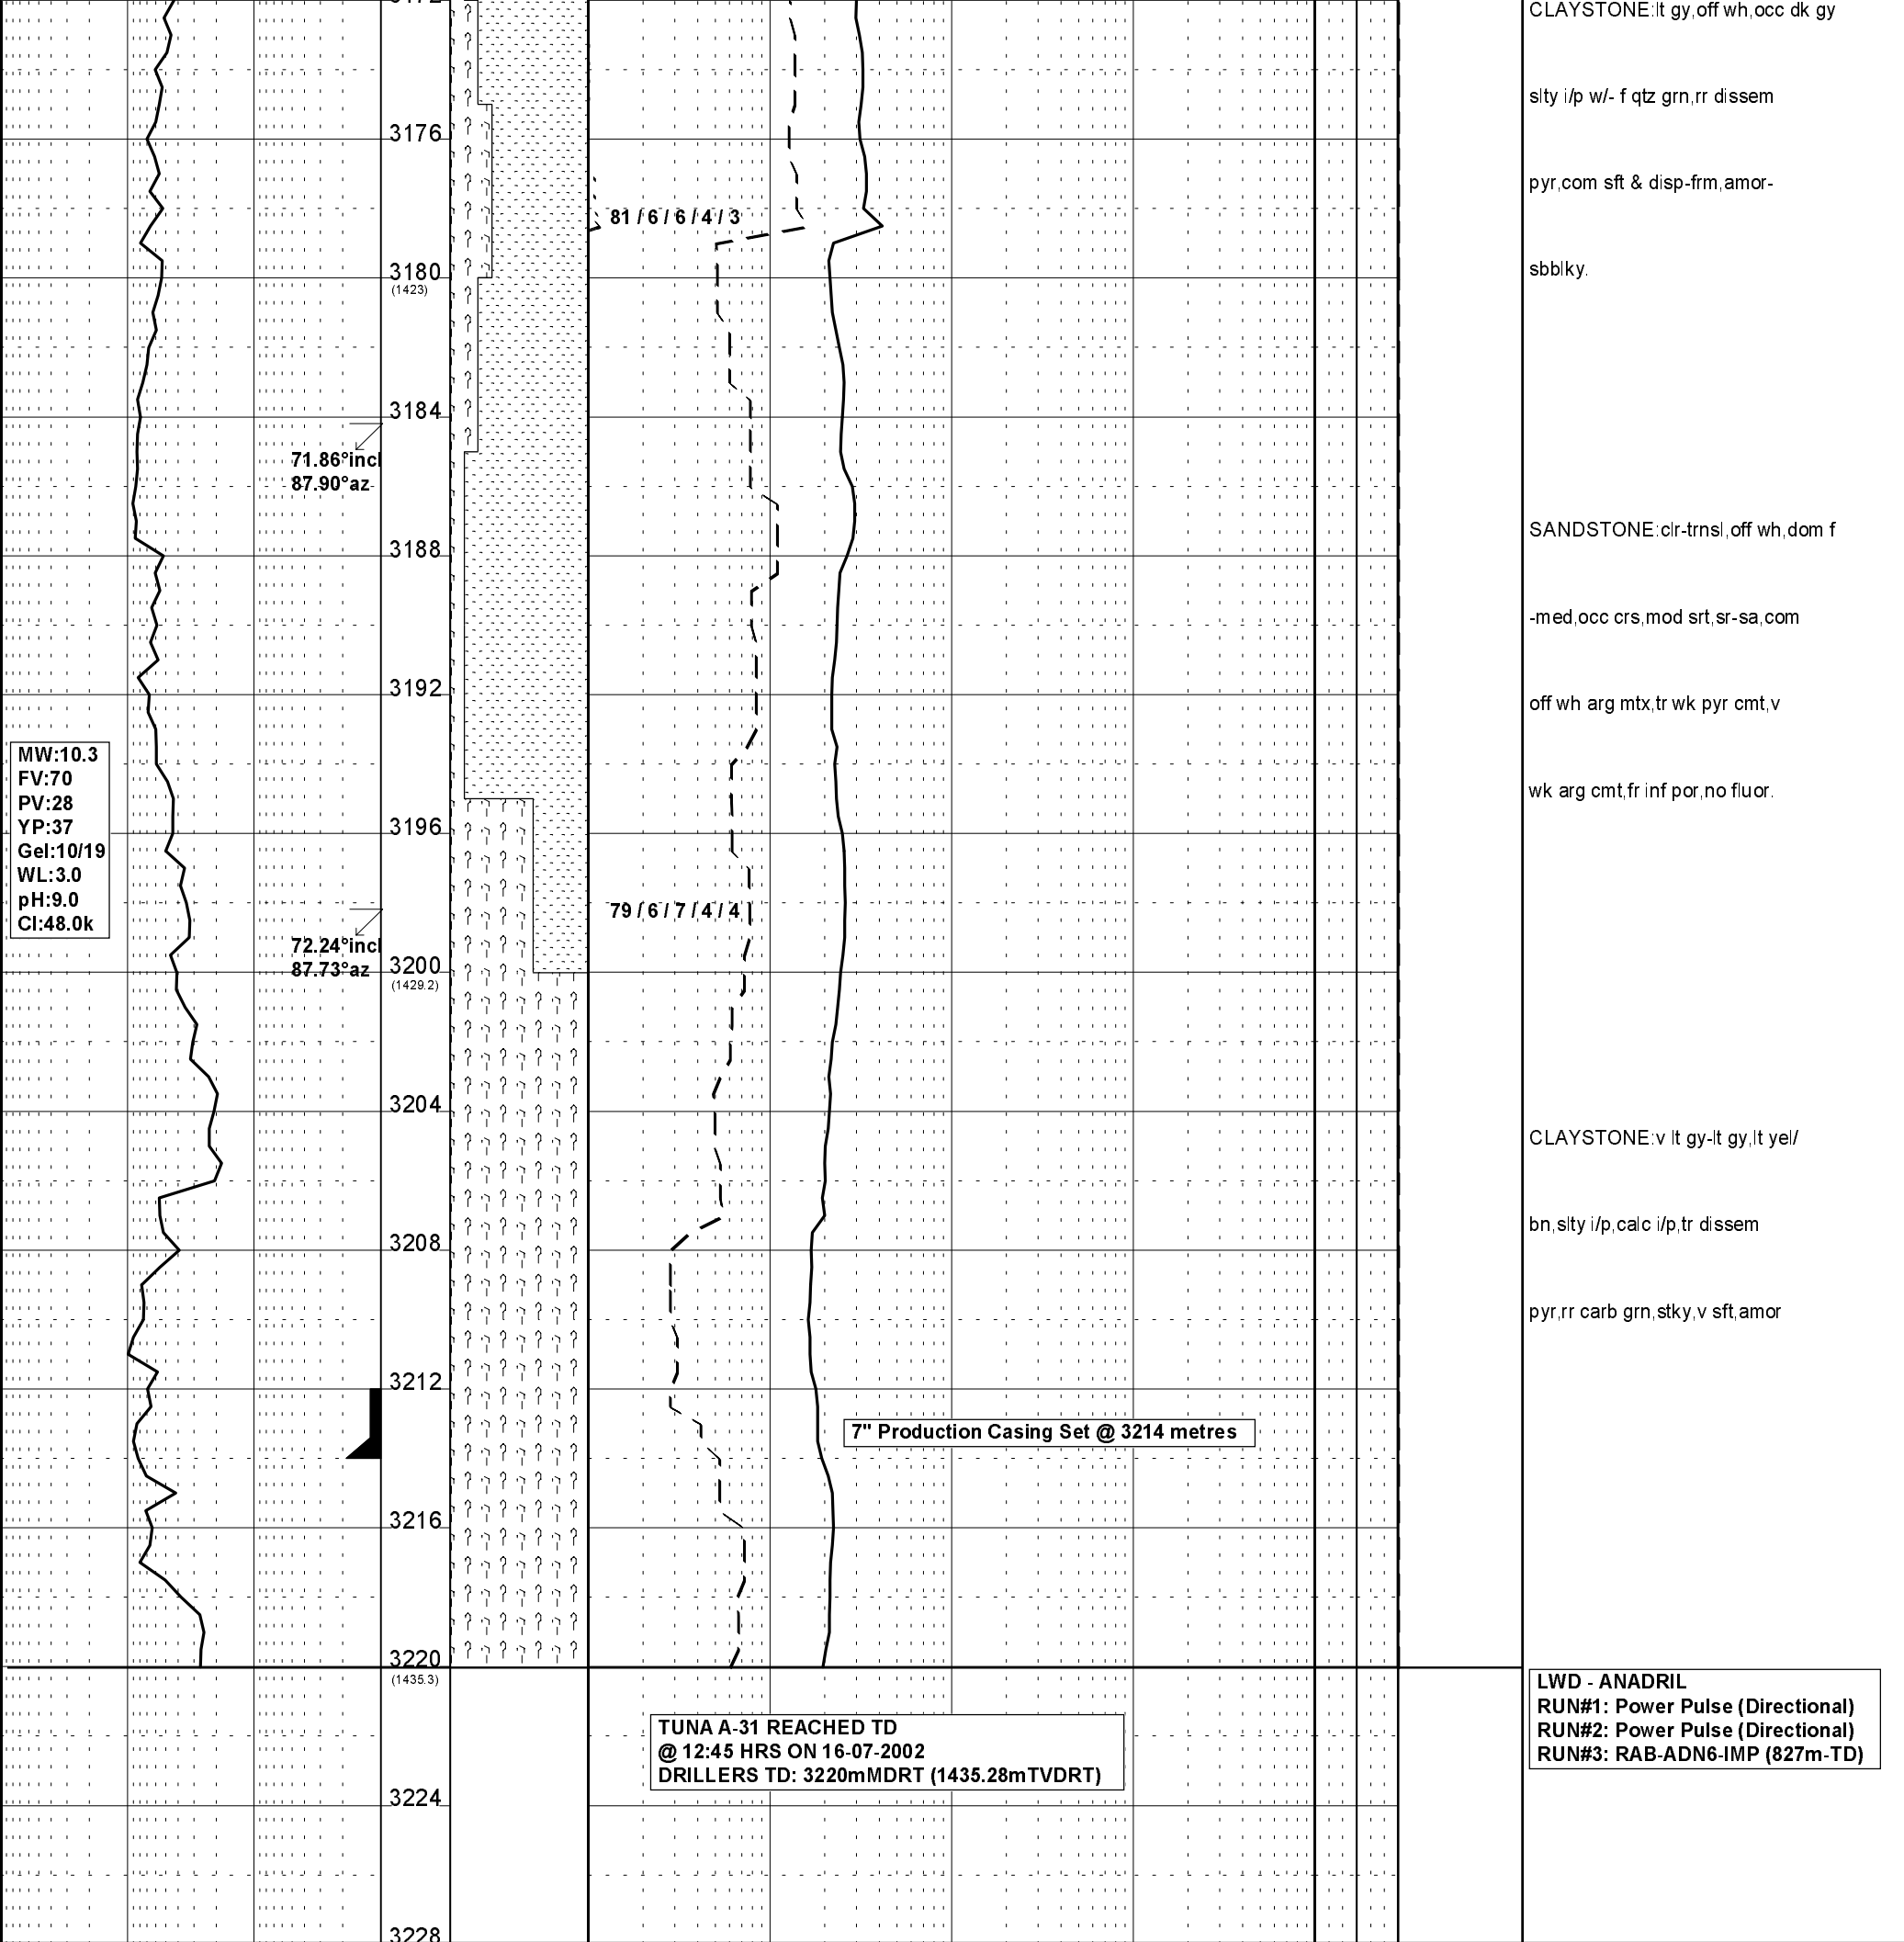 CLAYSTONE:lt gy,off wh,occ dk gy
slty i/p w/- f qtz grn,rr dissem
3176
pyr,com sft & disp-frm,amor-
81 / 6 / 6 / 4 / 3
sbblky.
3180
(1423)
3184
71.86°incl
87.90°az
SANDSTONE:clr-trnsl,off wh,dom f
3188
-med,occ crs,mod srt,sr-sa,com
3192
off wh arg mtx,tr wk pyr cmt,v
MW:10.3
FV:70
PV:28
YP:37
Gel:10/19
WL:3.0
pH:9.0
Cl:48.0k
wk arg cmt,fr inf por,no fluor.
3196
79 / 6 / 7 / 4 / 4
72.24°incl
87.73°az
3200
(1429.2)
3204
CLAYSTONE:v lt gy-lt gy,lt yel/
bn,slty i/p,calc i/p,tr dissem
3208
pyr,rr carb grn,stky,v sft,amor
3212
7" Production Casing Set @ 3214 metres
3216
3220
(1435.3)
LWD - ANADRIL
RUN#1: Power Pulse (Directional)
RUN#2: Power Pulse (Directional)
RUN#3: RAB-ADN6-IMP (827m-TD)
TUNA A-31 REACHED TD
@ 12:45 HRS ON 16-07-2002
DRILLERS TD: 3220mMDRT (1435.28mTVDRT)
3224
3228